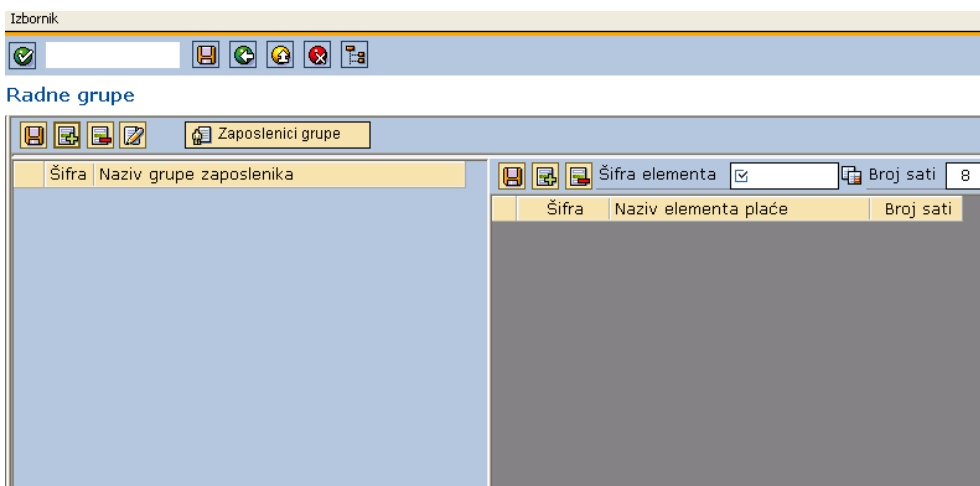 Izbornik
Radne grupe
Zaposlenici grupe
Šifra Naziv grupe zaposlenika
Šifra elementa Broj sati 8
Šifra Naziv elementa plaće Broj sati